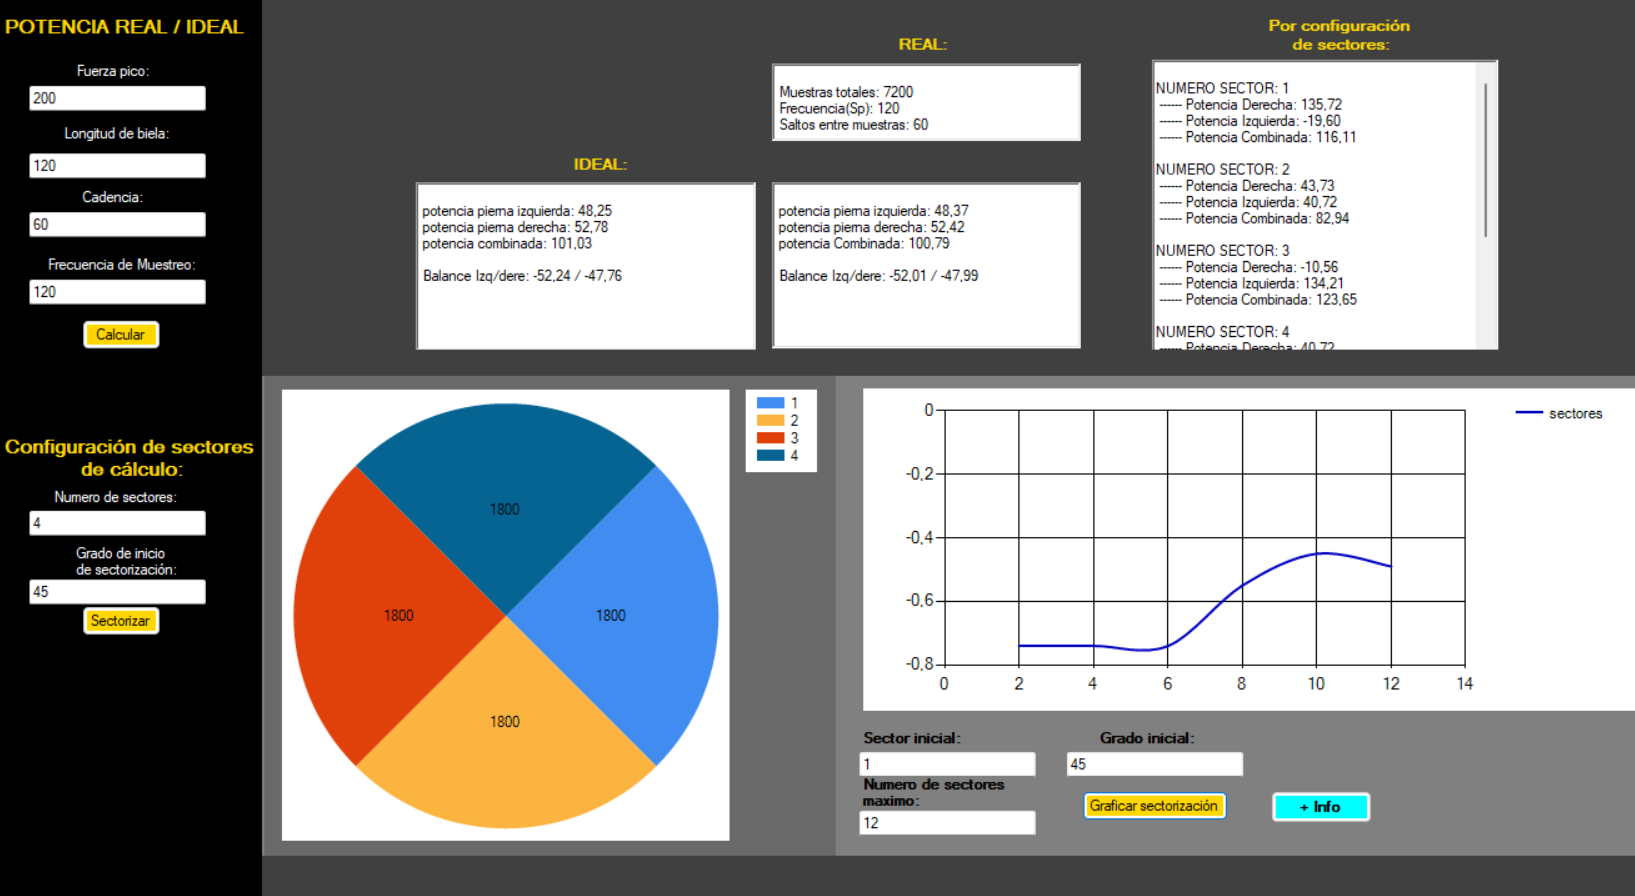 POTENCIA REAL / IDEAL
Fuerza pico:
200
Longitud de biela:
120
Cadencia:
60
Frecuencia de Muestreo:
120
Calcular
Configuración de sectores
de cálculo:
Numero de sectores:
4
Grado de inicio
de sectorización:
45
Sectorizar
IDEAL:
potencia pierna izquierda: 48,25
potencia pierna derecha: 52,78
potencia combinada: 101,03
Balance Izq/dere: -52,24 / -47,76
REAL:
Muestras totales: 7200
Frecuencia(Sp): 120
Saltos entre muestras: 60
potencia pierna izquierda: 48,37
potencia pierna derecha: 52,42
potencia Combinada: 100,79
Balance Izq/dere: -52,01 / -47,99
Por configuración
de sectores:
NUMERO SECTOR: 1
------ Potencia Derecha: 135,72
------ Potencia Izquierda: -19,60
------ Potencia Combinada: 116,11
NUMERO SECTOR: 2
------ Potencia Derecha: 43,73
------ Potencia Izquierda: 40,72
------ Potencia Combinada: 82,94
NUMERO SECTOR: 3
------ Potencia Derecha: -10,56
------ Potencia Izquierda: 134,21
------ Potencia Combinada: 123,65
NUMERO SECTOR: 4
------ Potencia Derecha: 40,72
1800
1800
1800
1800
1
2
3
4
0
-0,2
-0,4
-0,6
-0,8
0 2 4 6 8 10 12 14
sectores
Sector inicial:
1
Grado inicial:
45
Numero de sectores
maximo:
12
Graficar sectorización
+ Info